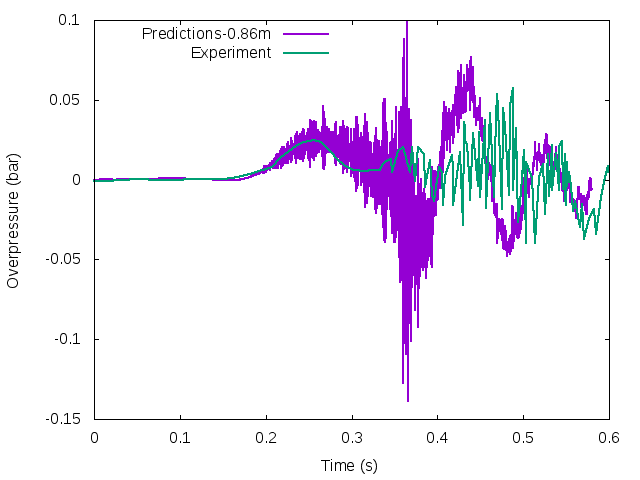 Predictions-0.86m
Experiment
0.1
0.05
0
-0.05
-0.1
-0.15
Overpressure (bar)
0 0.1 0.2 0.3 0.4 0.5 0.6
Time (s)